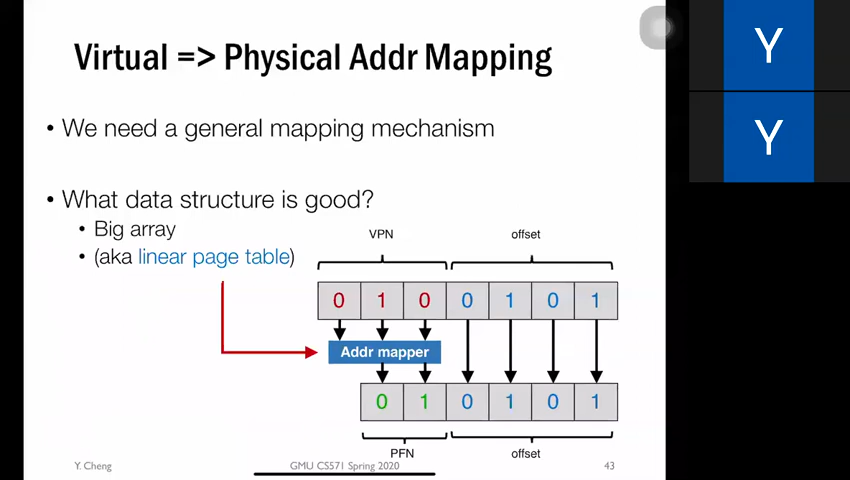 Virtual => Physical Addr Mapping
• We need a general mapping mechanism
• What data structure is good?
• Big array
• (aka linear page table)
VPN
offset
0 1 0 0 1 0 1
Addr mapper
0 1 0 1 0 1
PFN
offset
Y. Cheng
GMU CS571 Spring 2020
43
Y
Y